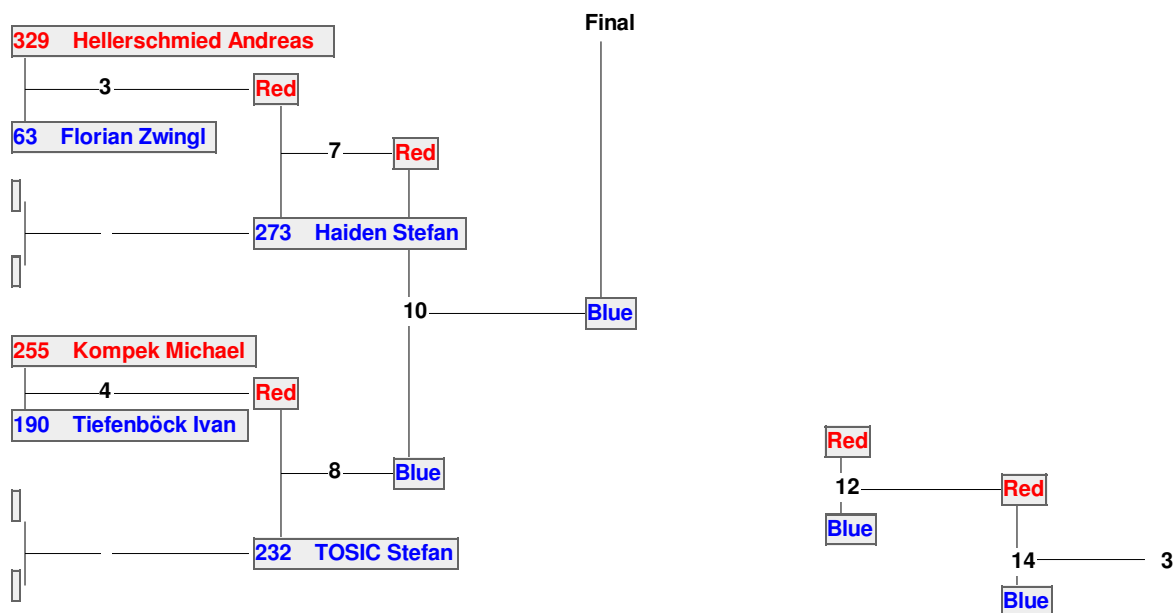 Final
329 Hellerschmied Andreas
3 Red
63 Florian Zwingl
7 Red
273 Haiden Stefan
10 Blue
255 Kompek Michael
4 Red
190 Tiefenböck Ivan
Red
8 Blue
12 Red
Blue
232 TOSIC Stefan
14 3
Blue